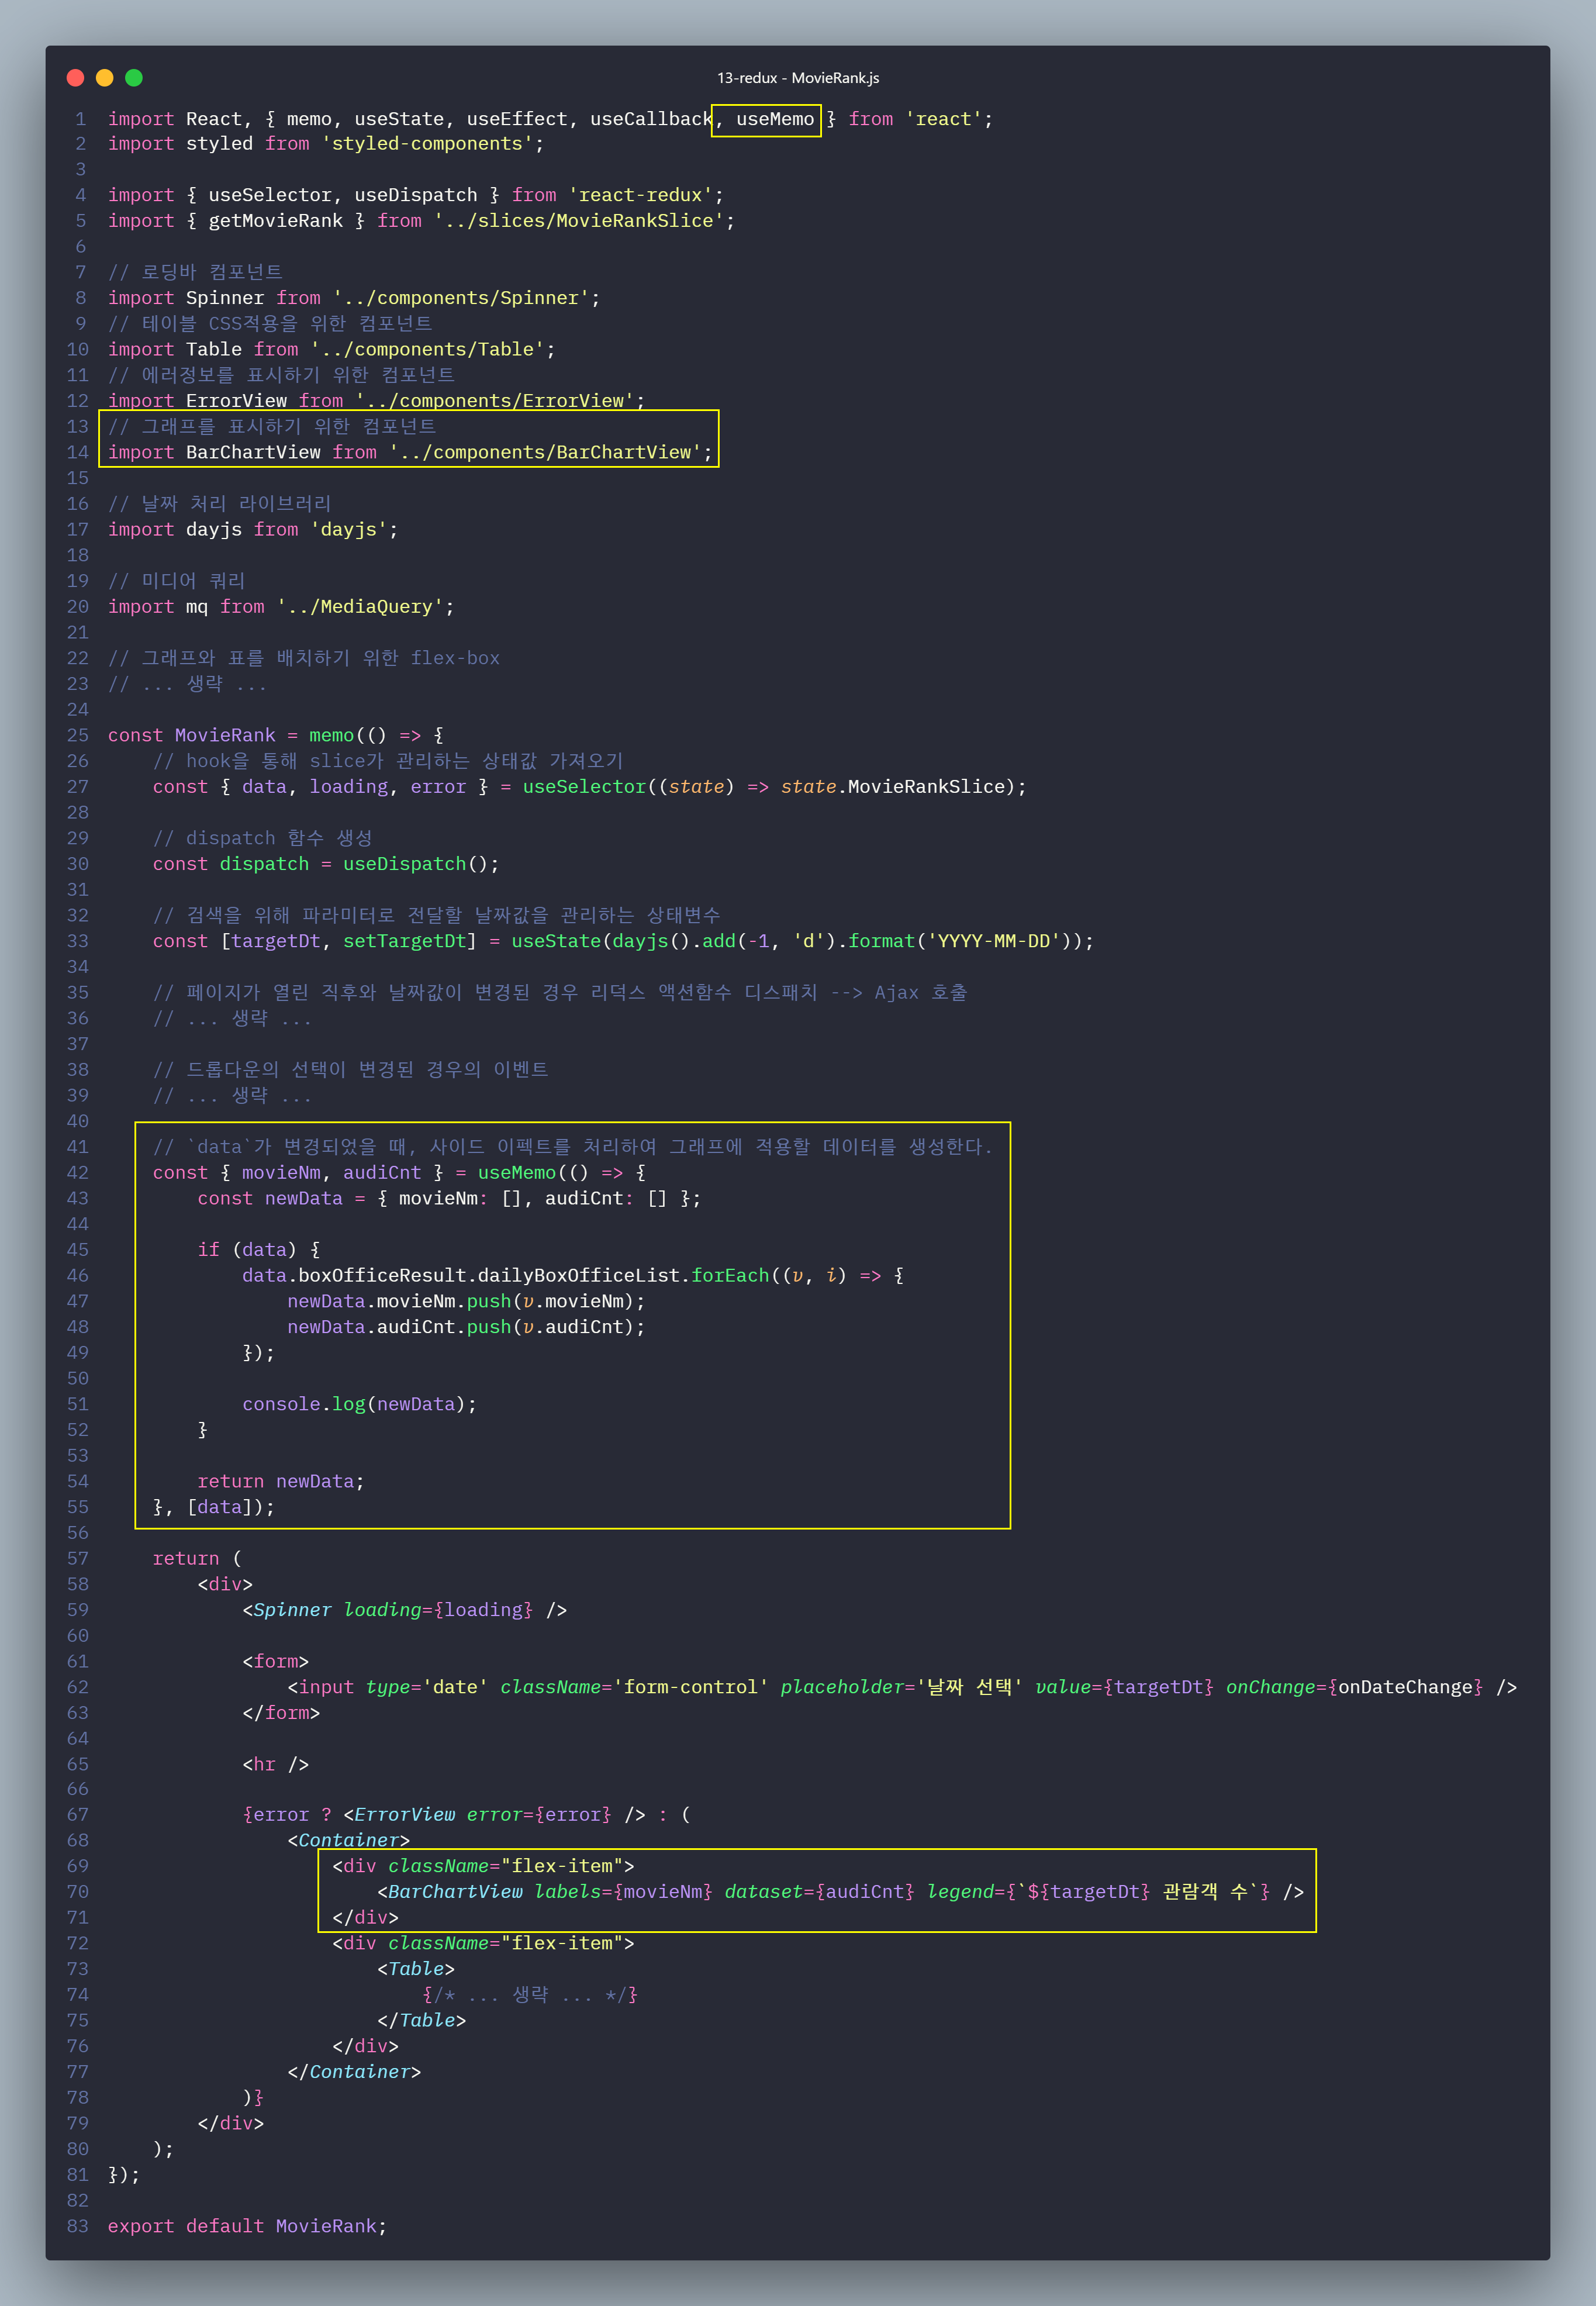 13-redux - MovieRank.js
1 import React, { memo, useState, useEffect, useCallback, useMemo } from 'react';
2 import styled from 'styled-components';
3
4 import { useSelector, useDispatch } from 'react-redux';
5 import { getMovieRank } from '../slices/MovieRankSlice';
6
7 // 로딩바 컴포넌트
8 import Spinner from '../components/Spinner';
9 // 테이블 CSS적용을 위한 컴포넌트
10 import Table from '../components/Table';
11 // 에러정보를 표시하기 위한 컴포넌트
12 import ErrorView from '../components/ErrorView';
13 // 그래프를 표시하기 위한 컴포넌트
14 import BarChartView from '../components/BarChartView';
15
16 // 날짜 처리 라이브러리
17 import dayjs from 'dayjs';
18
19 // 미디어 쿼리
20 import mq from '../MediaQuery';
21
22 // 그래프와 표를 배치하기 위한 flex-box
23 // ... 생략 ...
24
25 const MovieRank = memo(() => {
26     // hook을 통해 slice가 관리하는 상태값 가져오기
27     const { data, loading, error } = useSelector((state) => state.MovieRankSlice);
28
29     // dispatch 함수 생성
30     const dispatch = useDispatch();
31
32     // 검색을 위해 파라미터로 전달할 날짜값을 관리하는 상태변수
33     const [targetDt, setTargetDt] = useState(dayjs().add(-1, 'd').format('YYYY-MM-DD'));
34
35     // 페이지가 열린 직후와 날짜값이 변경된 경우 리덕스 액션함수 디스패치 --> Ajax 호출
36     // ... 생략 ...
37
38     // 드롭다운의 선택이 변경된 경우의 이벤트
39     // ... 생략 ...
40
41     // `data`가 변경되었을 때, 사이드 이펙트를 처리하여 그래프에 적용할 데이터를 생성한다.
42     const { movieNm, audiCnt } = useMemo(() => {
43         const newData = { movieNm: [], audiCnt: [] };
44
45         if (data) {
46             data.boxOfficeResult.dailyBoxOfficeList.forEach((v, i) => {
47                 newData.movieNm.push(v.movieNm);
48                 newData.audiCnt.push(v.audiCnt);
49             });
50
51             console.log(newData);
52         }
53
54         return newData;
55     }, [data]);
56
57     return (
58         <div>
59             <Spinner loading={loading} />
60
61             <form>
62                 <input type='date' className='form-control' placeholder='날짜 선택' value={targetDt} onChange={onDateChange} />
63             </form>
64
65             <hr />
66
67             {error ? <ErrorView error={error} /> : (
68                 <Container>
69                     <div className="flex-item">
70                         <BarChartView labels={movieNm} dataset={audiCnt} legend={`${targetDt} 관람객 수`} />
71                     </div>
72                     <div className="flex-item">
73                         <Table>
74                             {/* ... 생략 ... */}
75                         </Table>
76                     </div>
77                 </Container>
78             )}
79         </div>
80     );
81 });
82
83 export default MovieRank;